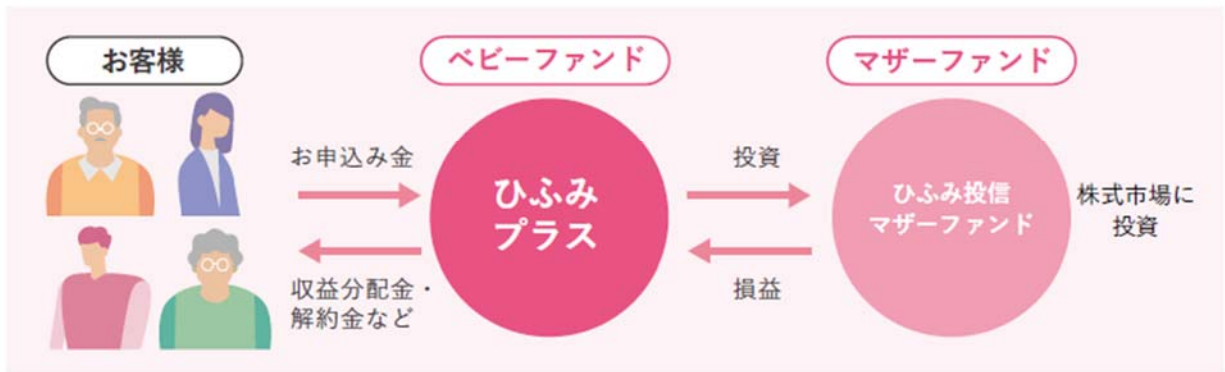 お客様
ベビーファンド
マザーファンド
お申込み金
収益分配金・
解約金など
ひふみ
プラス
投資
損益
ひふみ投信
マザーファンド
株式市場に
投資